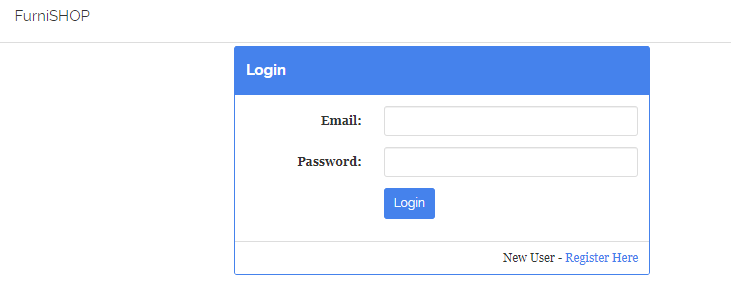 FurniSHOP
Login
Email:
Password:
Login
New User - Register Here